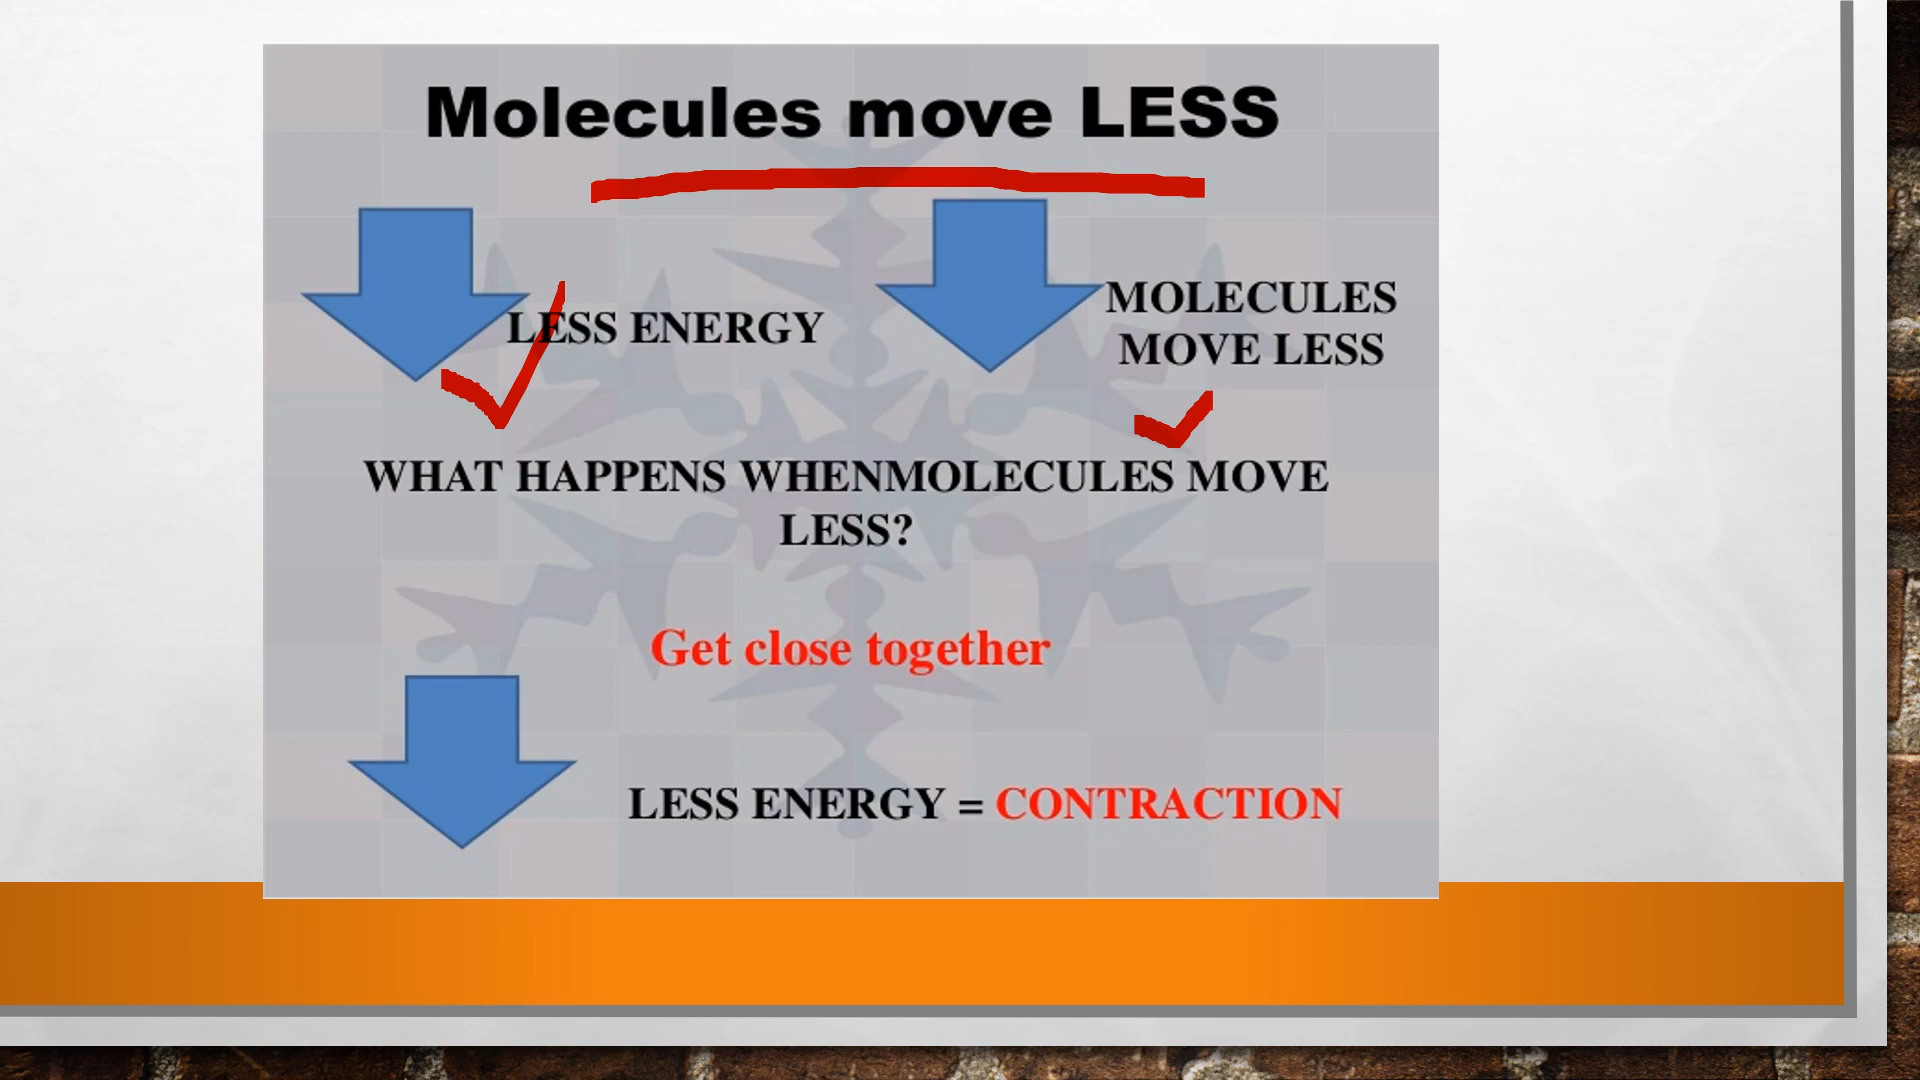 Molecules move LESS
LESS ENERGY
MOLECULES
MOVE LESS
WHAT HAPPENS WHENMOLECULES MOVE
LESS?
Get close together
LESS ENERGY = CONTRACTION